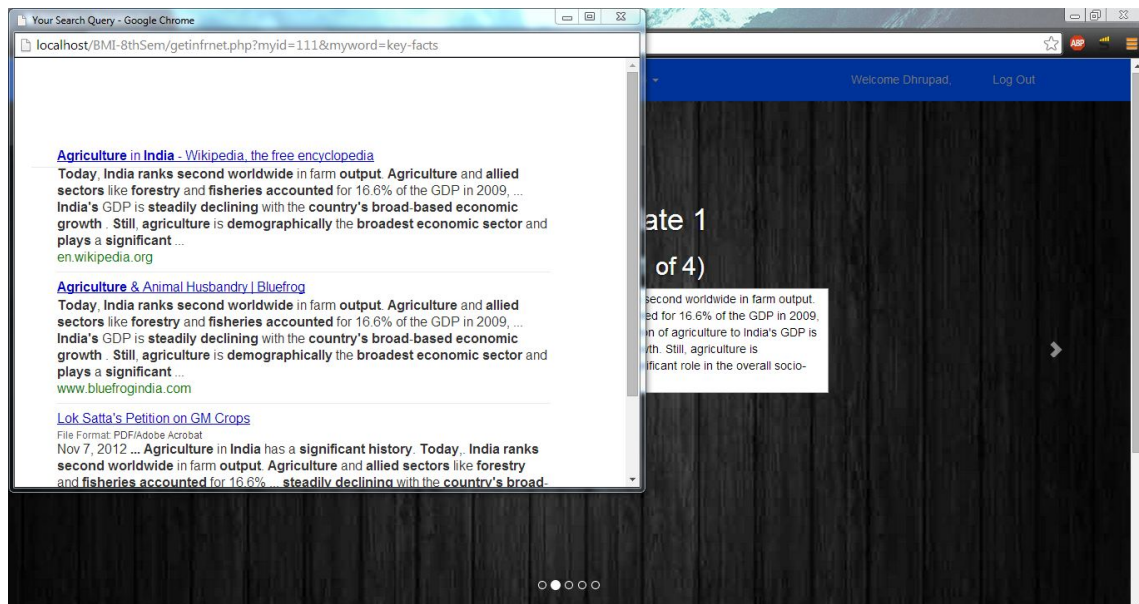 Your Search Query - Google Chrome
localhost/BMI-8thSem/getinfrnet.php?myid=111&myword=key-facts
ABP
Welcome Dhrupad,
Log Out
Agriculture in India - Wikipedia, the free encyclopedia
Today, India ranks second worldwide in farm output. Agriculture and allied
sectors like forestry and fisheries accounted for 16.6% of the GDP in 2009, ...
India's GDP is steadily declining with the country's broad-based economic
growth . Still, agriculture is demographically the broadest economic sector and
plays a significant ...
en.wikipedia.org
Agriculture & Animal Husbandry | Bluefrog
Today, India ranks second worldwide in farm output. Agriculture and allied
sectors like forestry and fisheries accounted for 16.6% of the GDP in 2009, ...
India's GDP is steadily declining with the country's broad-based economic
growth . Still, agriculture is demographically the broadest economic sector and
plays a significant ...
www.bluefrogindia.com
Lok Satta's Petition on GM Crops
File Format: PDF/Adobe Acrobat
Nov 7, 2012 ... Agriculture in India has a significant history. Today,. India ranks
second worldwide in farm output. Agriculture and allied sectors like forestry
and fisheries accounted for 16.6% ... steadily declining with the country's broad-
ate 1
of 4)
second worldwide in farm output.
ed for 16.6% of the GDP in 2009,
n of agriculture to India's GDP is
th. Still, agriculture is
ificant role in the overall socio-